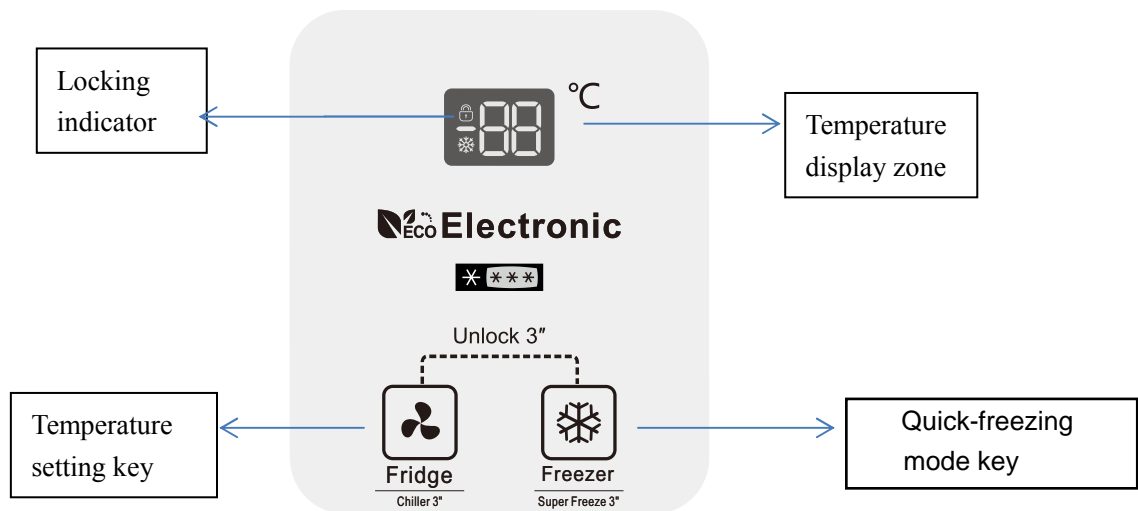 Locking
indicator
-88
°C
Temperature
display zone
ECO Electronic
Unlock 3"
Temperature
setting key
Fridge
Chiller 3"
Freezer
Super Freeze 3"
Quick-freezing
mode key